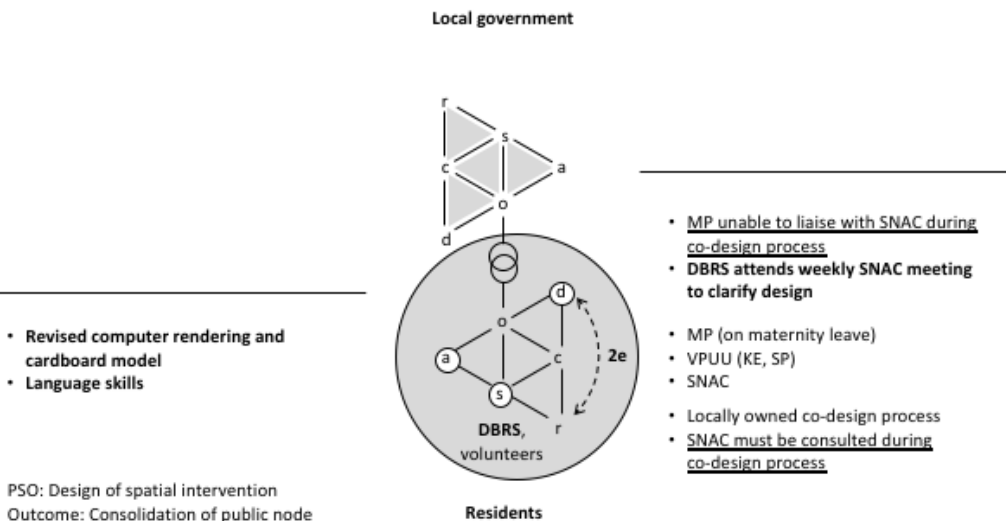 Local government
r
s
c
a
o
d
• MP unable to liaise with SNAC during
co-design process
• DBRS attends weekly SNAC meeting
to clarify design
• Revised computer rendering and
cardboard model
• Language skills
d
o
a
c
2e
s
r
DBRS,
volunteers
• MP (on maternity leave)
• VPUU (KE, SP)
• SNAC
• Locally owned co-design process
• SNAC must be consulted during
co-design process
PSO: Design of spatial intervention
Outcome: Consolidation of public node
Residents